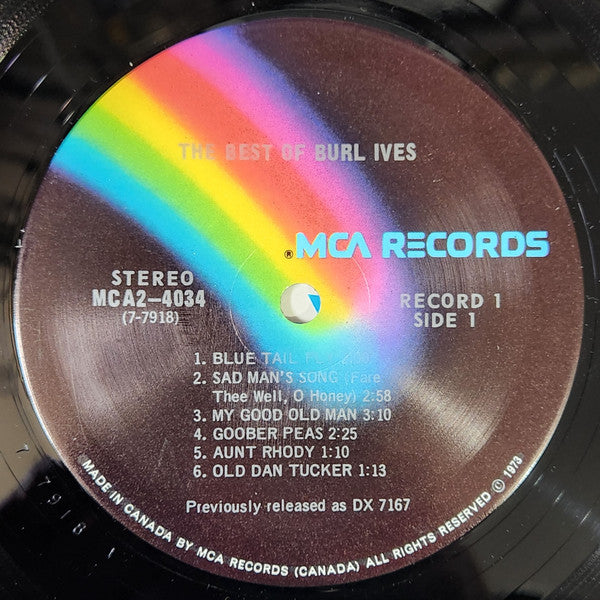 THE BEST OF BURL IVES
® MCA RECORDS
STEREO
MCA2-4034
(7-7918)
RECORD 1
SIDE 1
1. BLUE TAIL
2. SAD MAN'S SONG (Fare
Thee Well, O Honey) 2:58
3. MY GOOD OLD MAN 3:10
4. GOOBER PEAS 2:25
5. AUNT RHODY 1:10
6. OLD DAN TUCKER 1:13
Previously released as DX 7167
MADE IN CANADA BY MCA RECORDS (CANADA) ALL RIGHTS RESERVED © 1973
7918